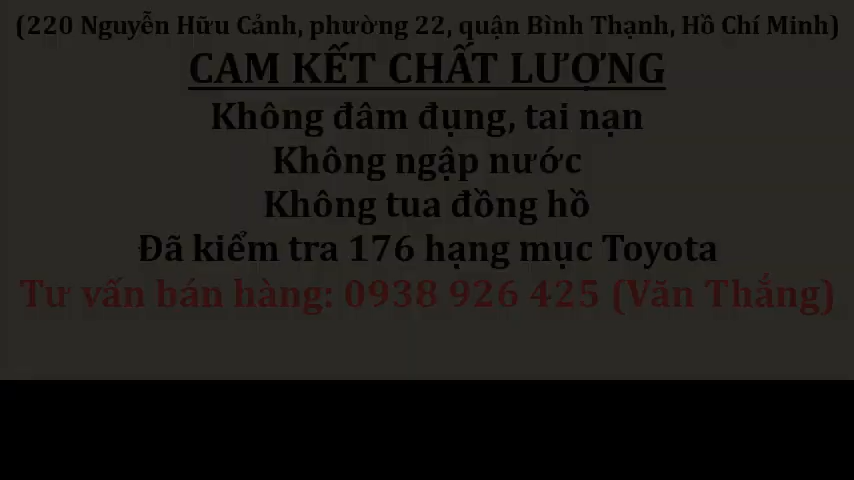 (220 Nguyễn Hữu Cảnh, phường 22, quận Bình Thạnh, Hồ Chí Minh)
CAM KẾT CHẤT LƯỢNG
Không đâm đụng, tai nạn
Không ngập nước
Không tua đồng hồ
Đã kiểm tra 176 hạng mục Toyota
Tư vấn bán hàng: 0938 926 425 (Văn Thắng)